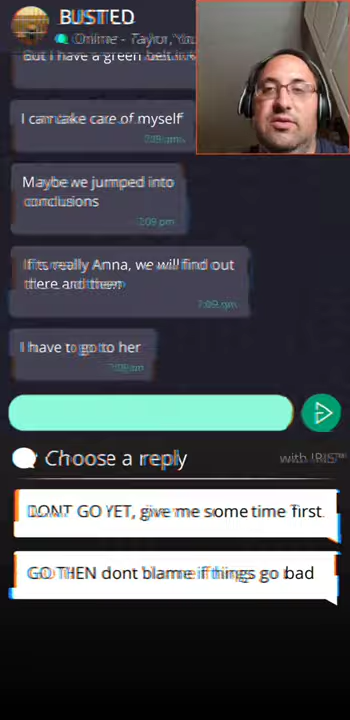 BUSTED
Online - Taylor, You
But I have a green belt in
I can take care of myself
7:09 pm
Maybe we jumped into
conclusions
7:09 pm
If its really Anna, we will find out
there and then
7:09 pm
I have to go to her
7:09 pm
Choose a reply
with IRIS™
DONT GO YET, give me some time first
GO THEN dont blame if things go bad